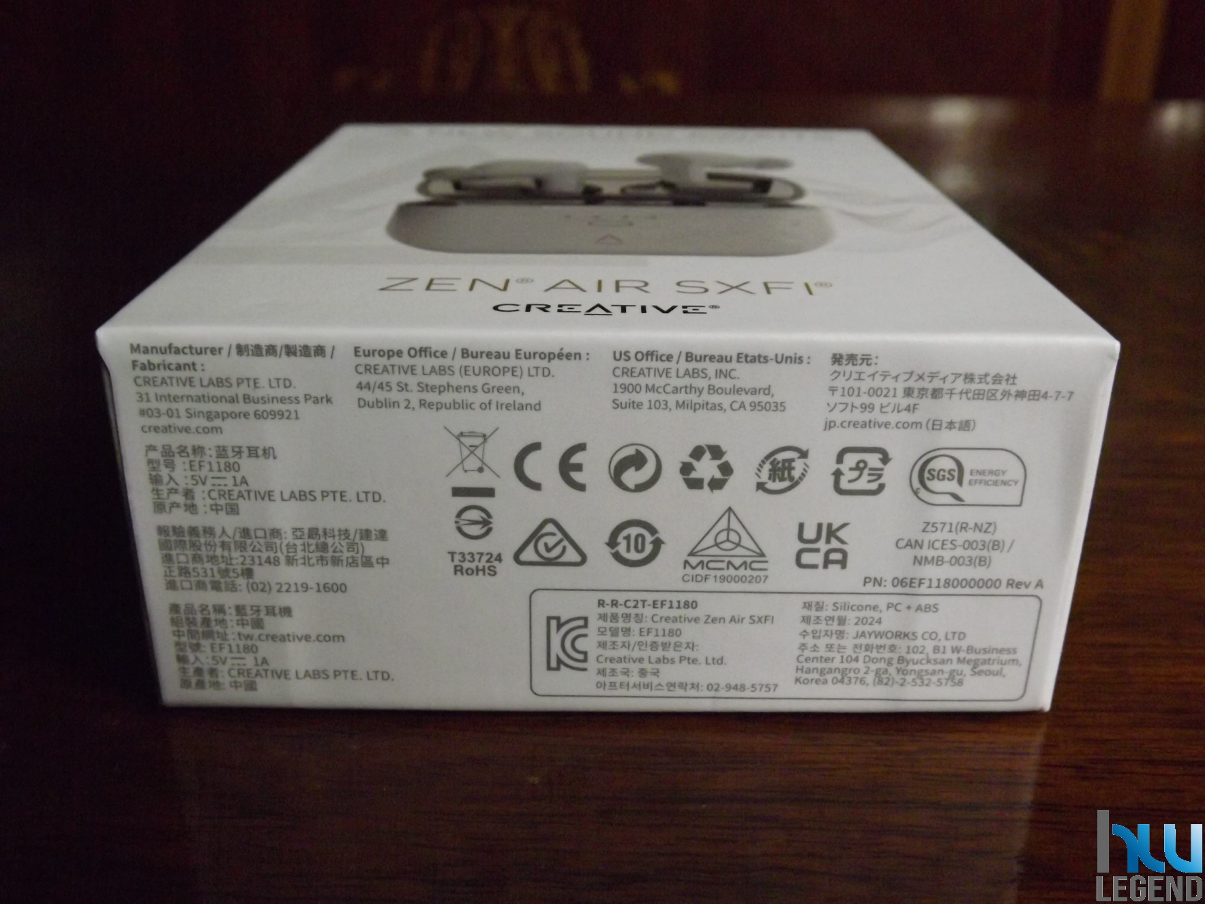 ZEN® AIR SXFI®
CREATIVE®
Manufacturer / 制造商/製造商 /
Fabricant :
CREATIVE LABS PTE. LTD.
31 International Business Park
#03-01 Singapore 609921
creative.com
Europe Office / Bureau Européen :
CREATIVE LABS (EUROPE) LTD.
44/45 St. Stephens Green,
Dublin 2, Republic of Ireland
US Office / Bureau Etats-Unis :
CREATIVE LABS, INC.
1900 McCarthy Boulevard,
Suite 103, Milpitas, CA 95035
発売元:
クリエイティブメディア株式会社
〒101-0021 東京都千代田区外神田4-7-7
ソフト99 ビル4F
jp.creative.com (日本語)
产品名称: 蓝牙耳机
型号: EF1180
输入: 5V⎓ 1A
生产者: CREATIVE LABS PTE. LTD.
原产地: 中国
報驗義務人/進口商: 亞勗科技/建達
國際股份有限公司(台北總公司)
進口商地址:23148 新北市新店區中
正路531號5樓
進口商電話: (02) 2219-1600
產品名稱: 藍牙耳機
組裝產地: 中國
中間網址: tw.creative.com
型號: EF1180
輸入: 5V⎓ 1A
生產者: CREATIVE LABS PTE. LTD.
原產地: 中國
CE
紙
プラ
SGS
ENERGY
EFFICIENCY
T33724
RoHS
10
MCMC
CIDF19000207
UK
CA
Z571(R-NZ)
CAN ICES-003(B) /
NMB-003(B)
PN: 06EF118000000 Rev A
KC
R-R-C2T-EF1180
제품명칭: Creative Zen Air SXFI
모델명: EF1180
제조자/인증받은자:
Creative Labs Pte. Ltd.
제조국: 중국
아프터서비스연락처: 02-948-5757
재질: Silicone, PC + ABS
제조연월: 2024
수입자명: JAYWORKS CO, LTD
주소 또는 전화번호: 102, B1 W-Business
Center 104 Dong Byucksan Megatrium,
Hangangro 2-ga, Yongsan-gu, Seoul,
Korea 04376, (82)-2-532-5758
hw
LEGEND